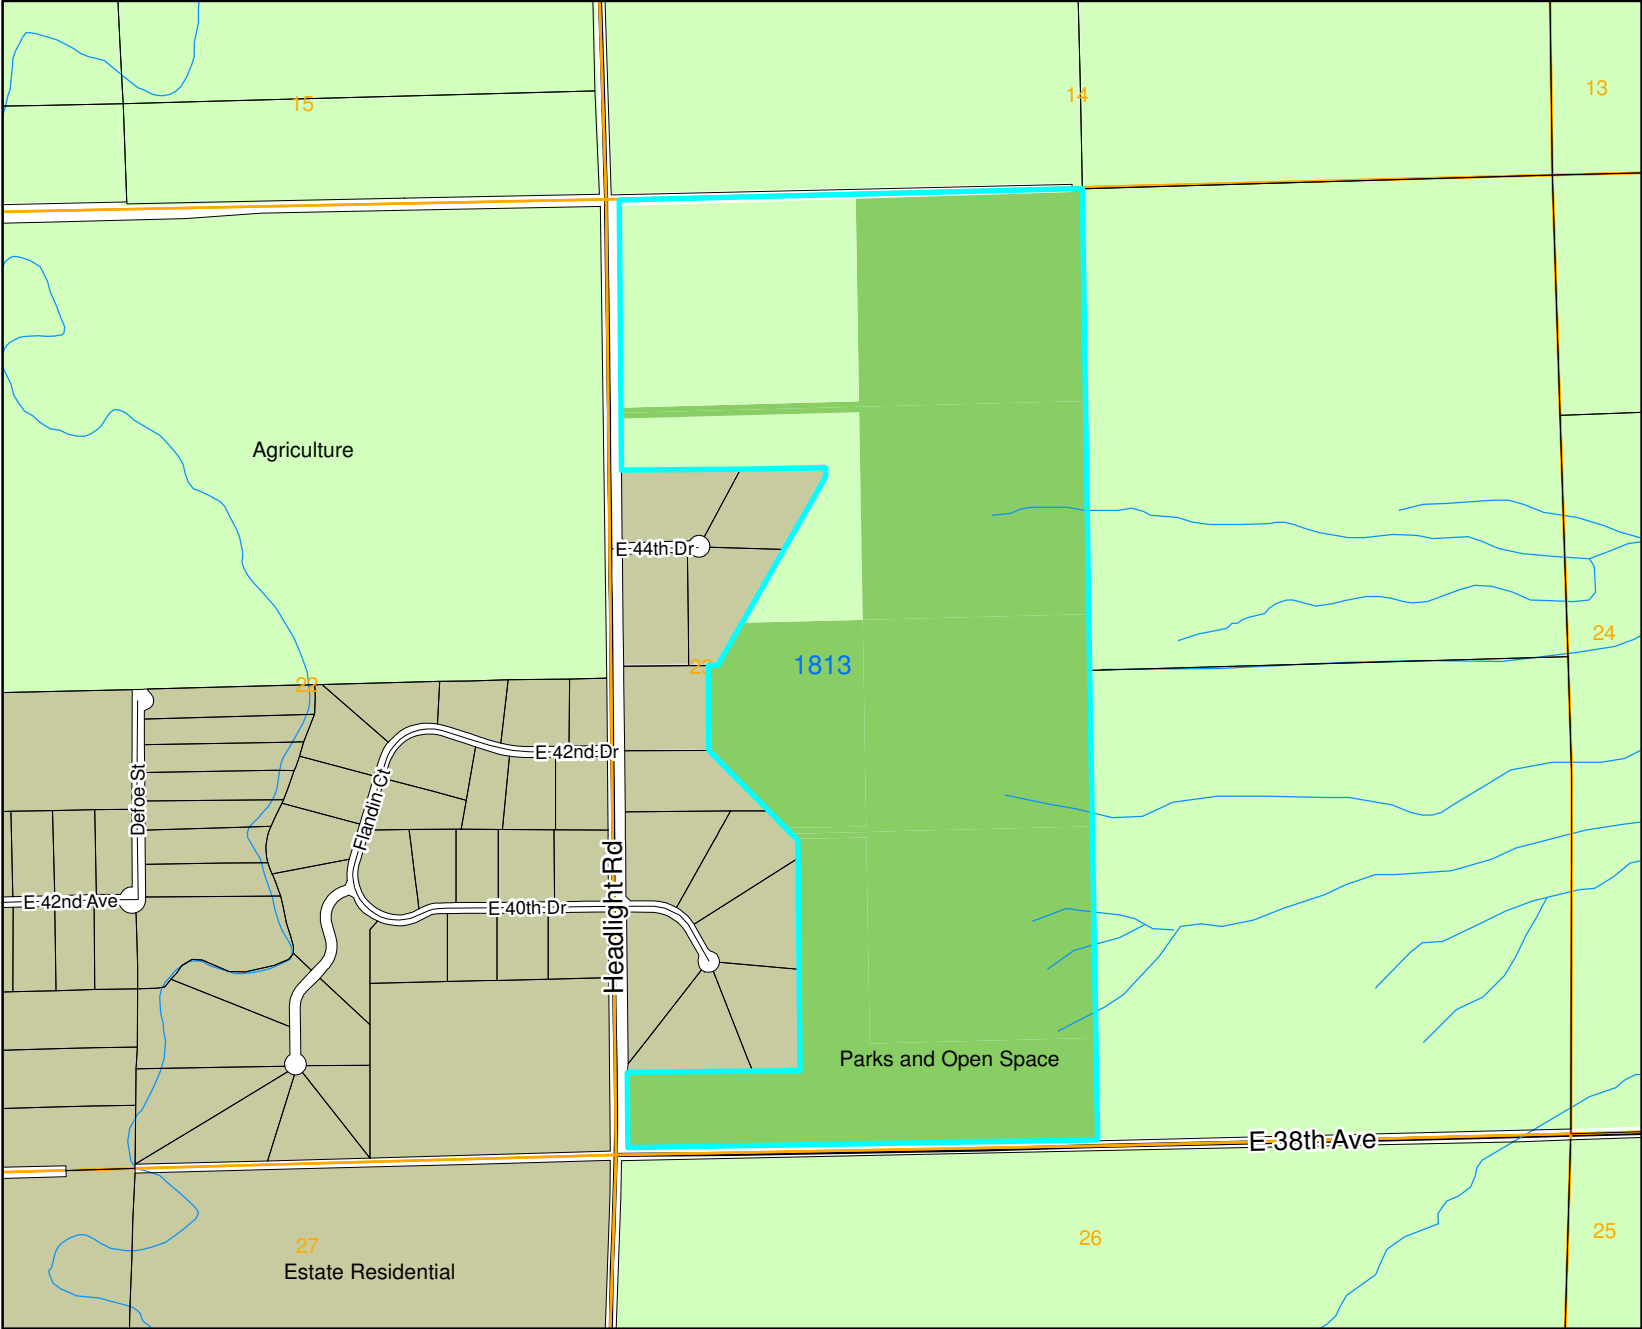 13
14
15
Agriculture
E 44th Dr
24
23
1813
22
E 42nd Dr
Defoe St
Flandin Ct
E 42nd Ave
E 40th Dr
Headlight Rd
Parks and Open Space
E 38th Ave
25
26
27
Estate Residential